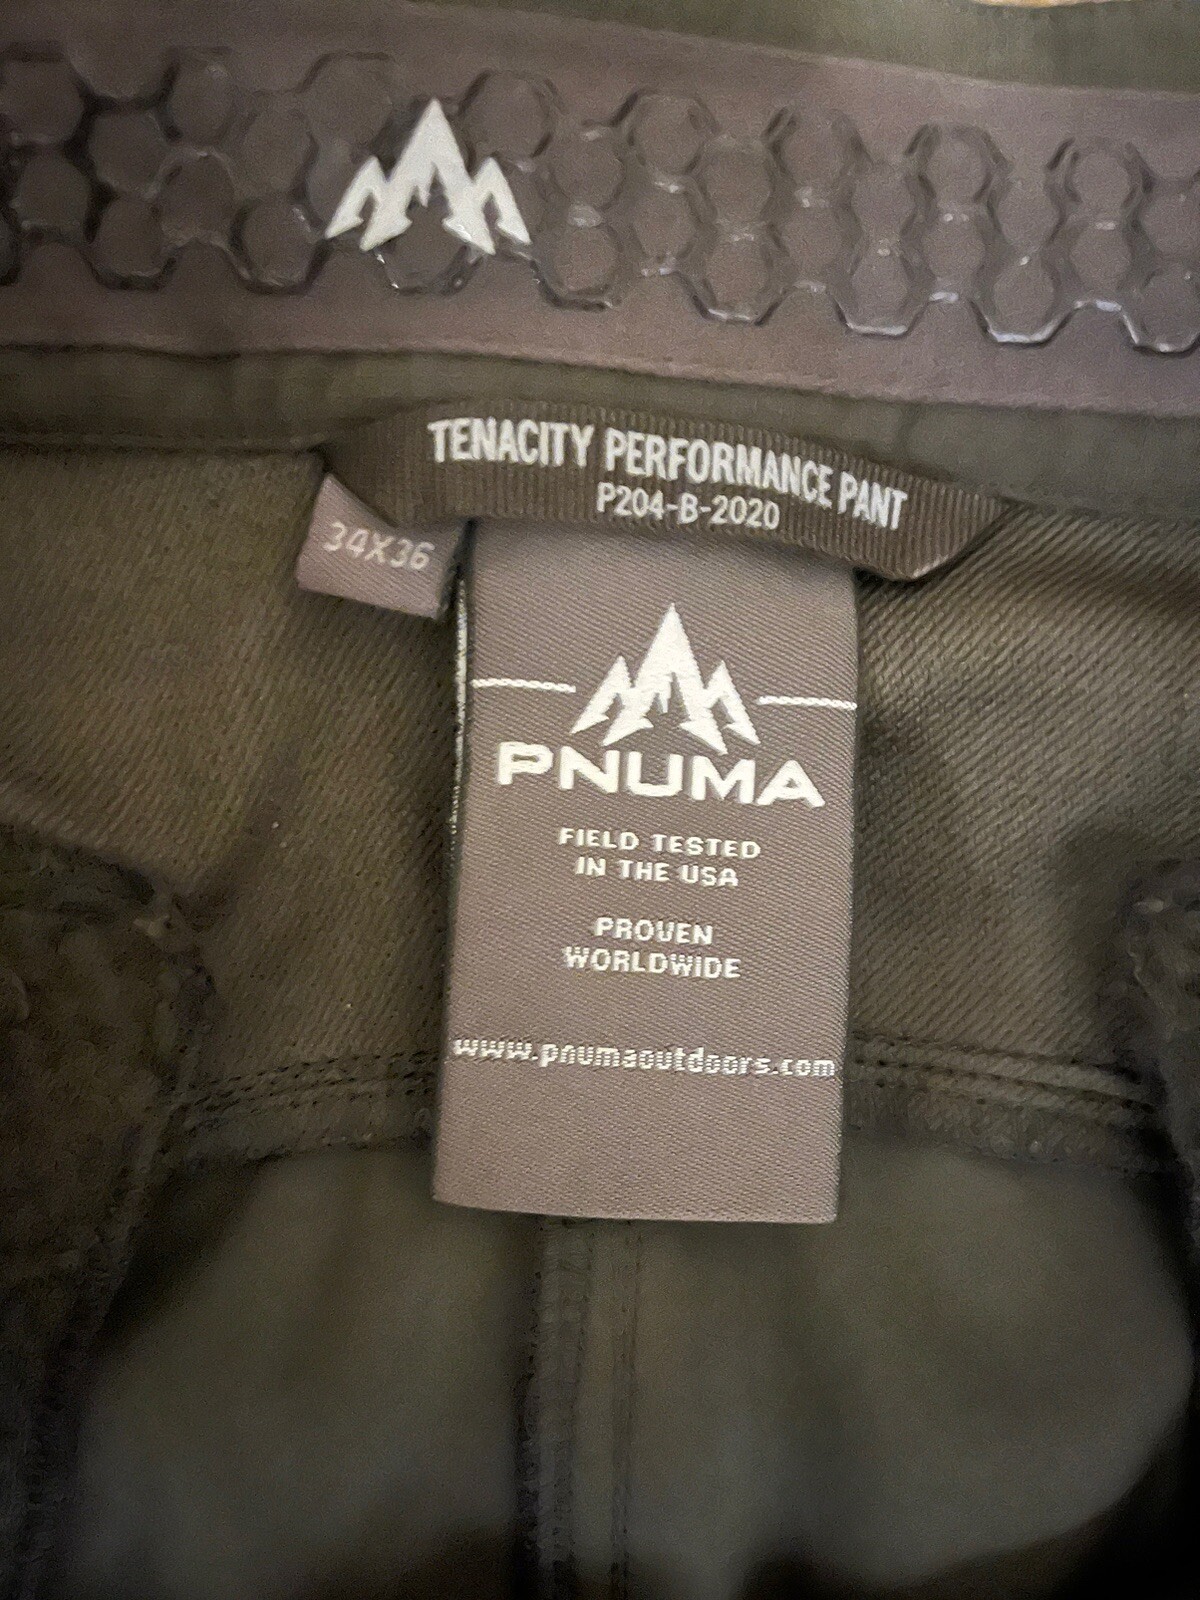 TENACITY PERFORMANCE PANT
P204-B-2020
34X36
PNUMA
FIELD TESTED
IN THE USA
PROVEN
WORLDWIDE
www.pnumaoutdoors.com